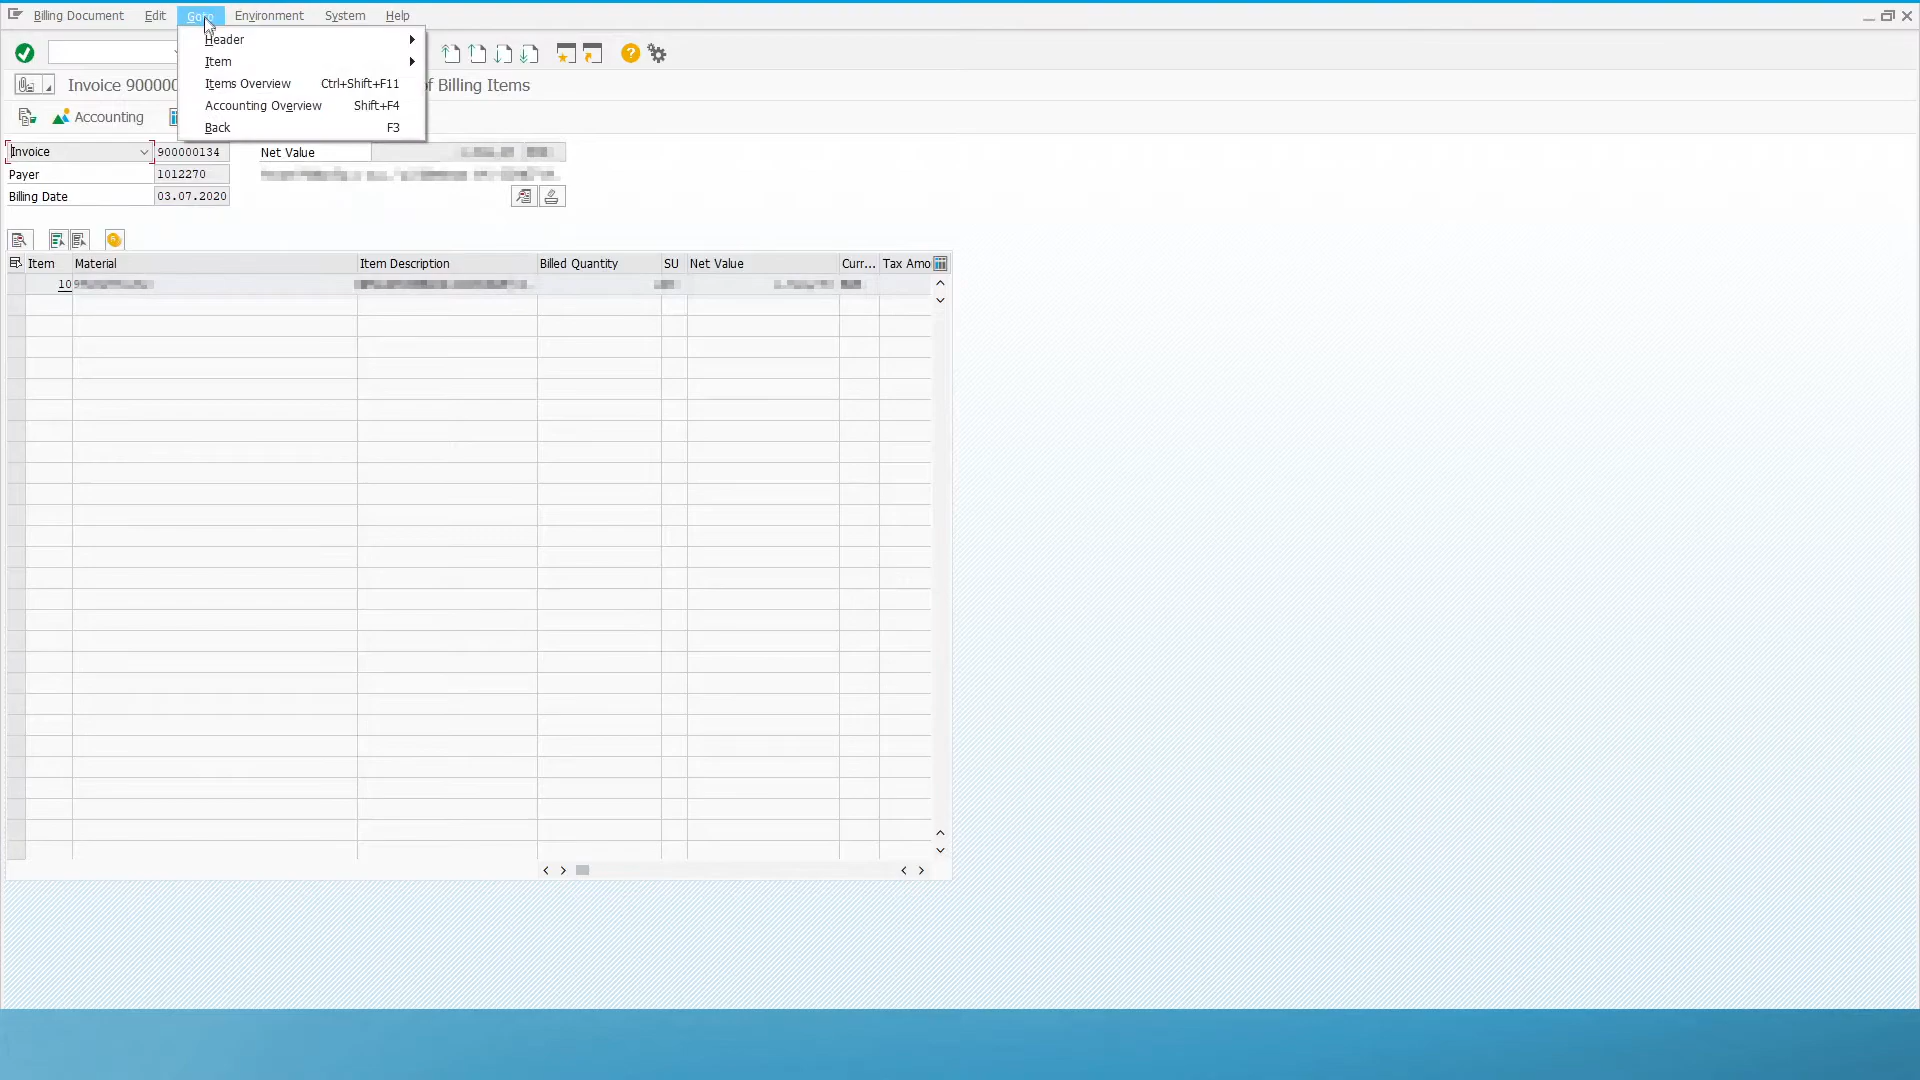 Billing Document Edit Goto Environment System Help
Header
Item
Items Overview Ctrl+Shift+F11
Accounting Overview Shift+F4
Back F3
Invoice 90000 of Billing Items
Accounting
Invoice 900000134 Net Value
Payer 1012270
Billing Date 03.07.2020
Item Material Item Description Billed Quantity SU Net Value Curr... Tax Amo
10